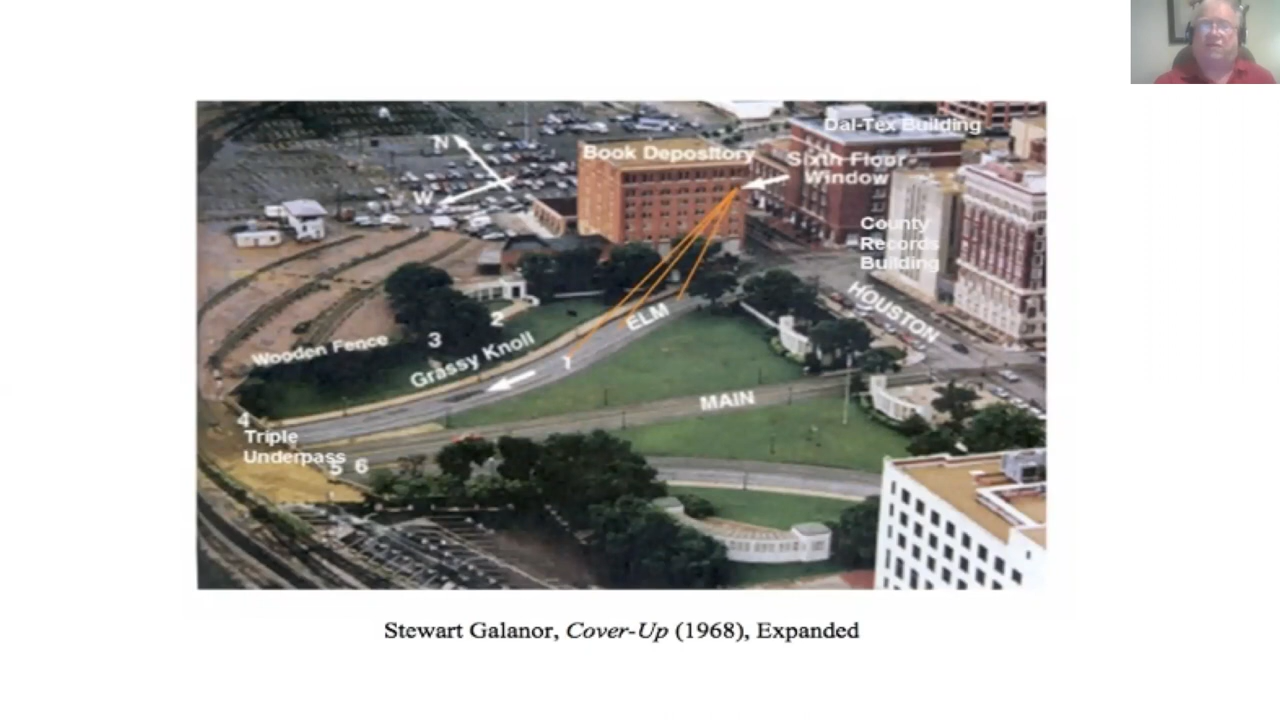 Dal-Tex Building
N
Book Depository
Sixth Floor
Window
W
County
Records
Building
HOUSTON
2
ELM
3
Wooden Fence
Grassy Knoll
1
MAIN
4
Triple
Underpass
5 6
Stewart Galanor, Cover-Up (1968), Expanded